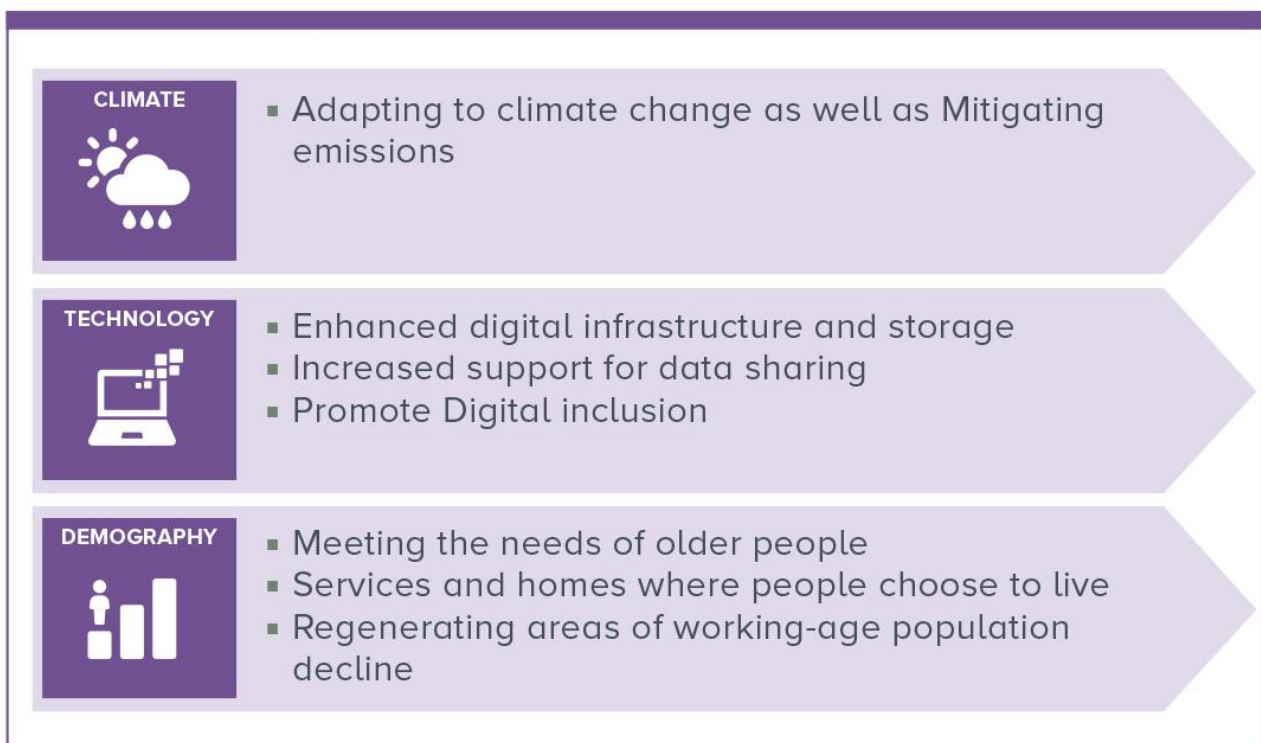 CLIMATE
▪ Adapting to climate change as well as Mitigating
emissions
TECHNOLOGY
▪ Enhanced digital infrastructure and storage
▪ Increased support for data sharing
▪ Promote Digital inclusion
DEMOGRAPHY
▪ Meeting the needs of older people
▪ Services and homes where people choose to live
▪ Regenerating areas of working-age population
decline